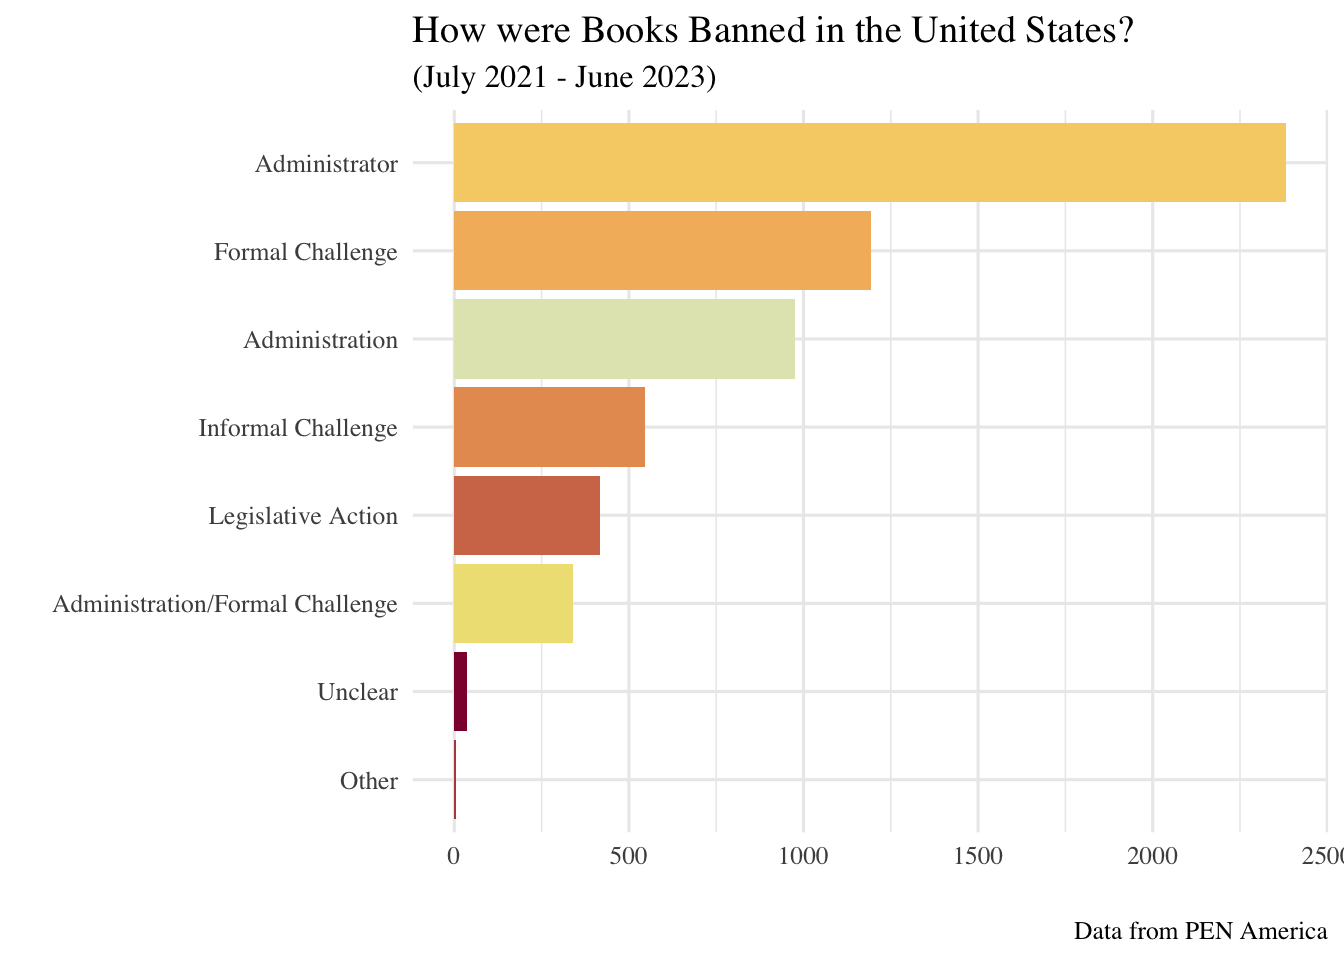 How were Books Banned in the United States?
(July 2021 - June 2023)
Administrator
Formal Challenge
Administration
Informal Challenge
Legislative Action
Administration/Formal Challenge
Unclear
Other
0 500 1000 1500 2000 2500
Data from PEN America